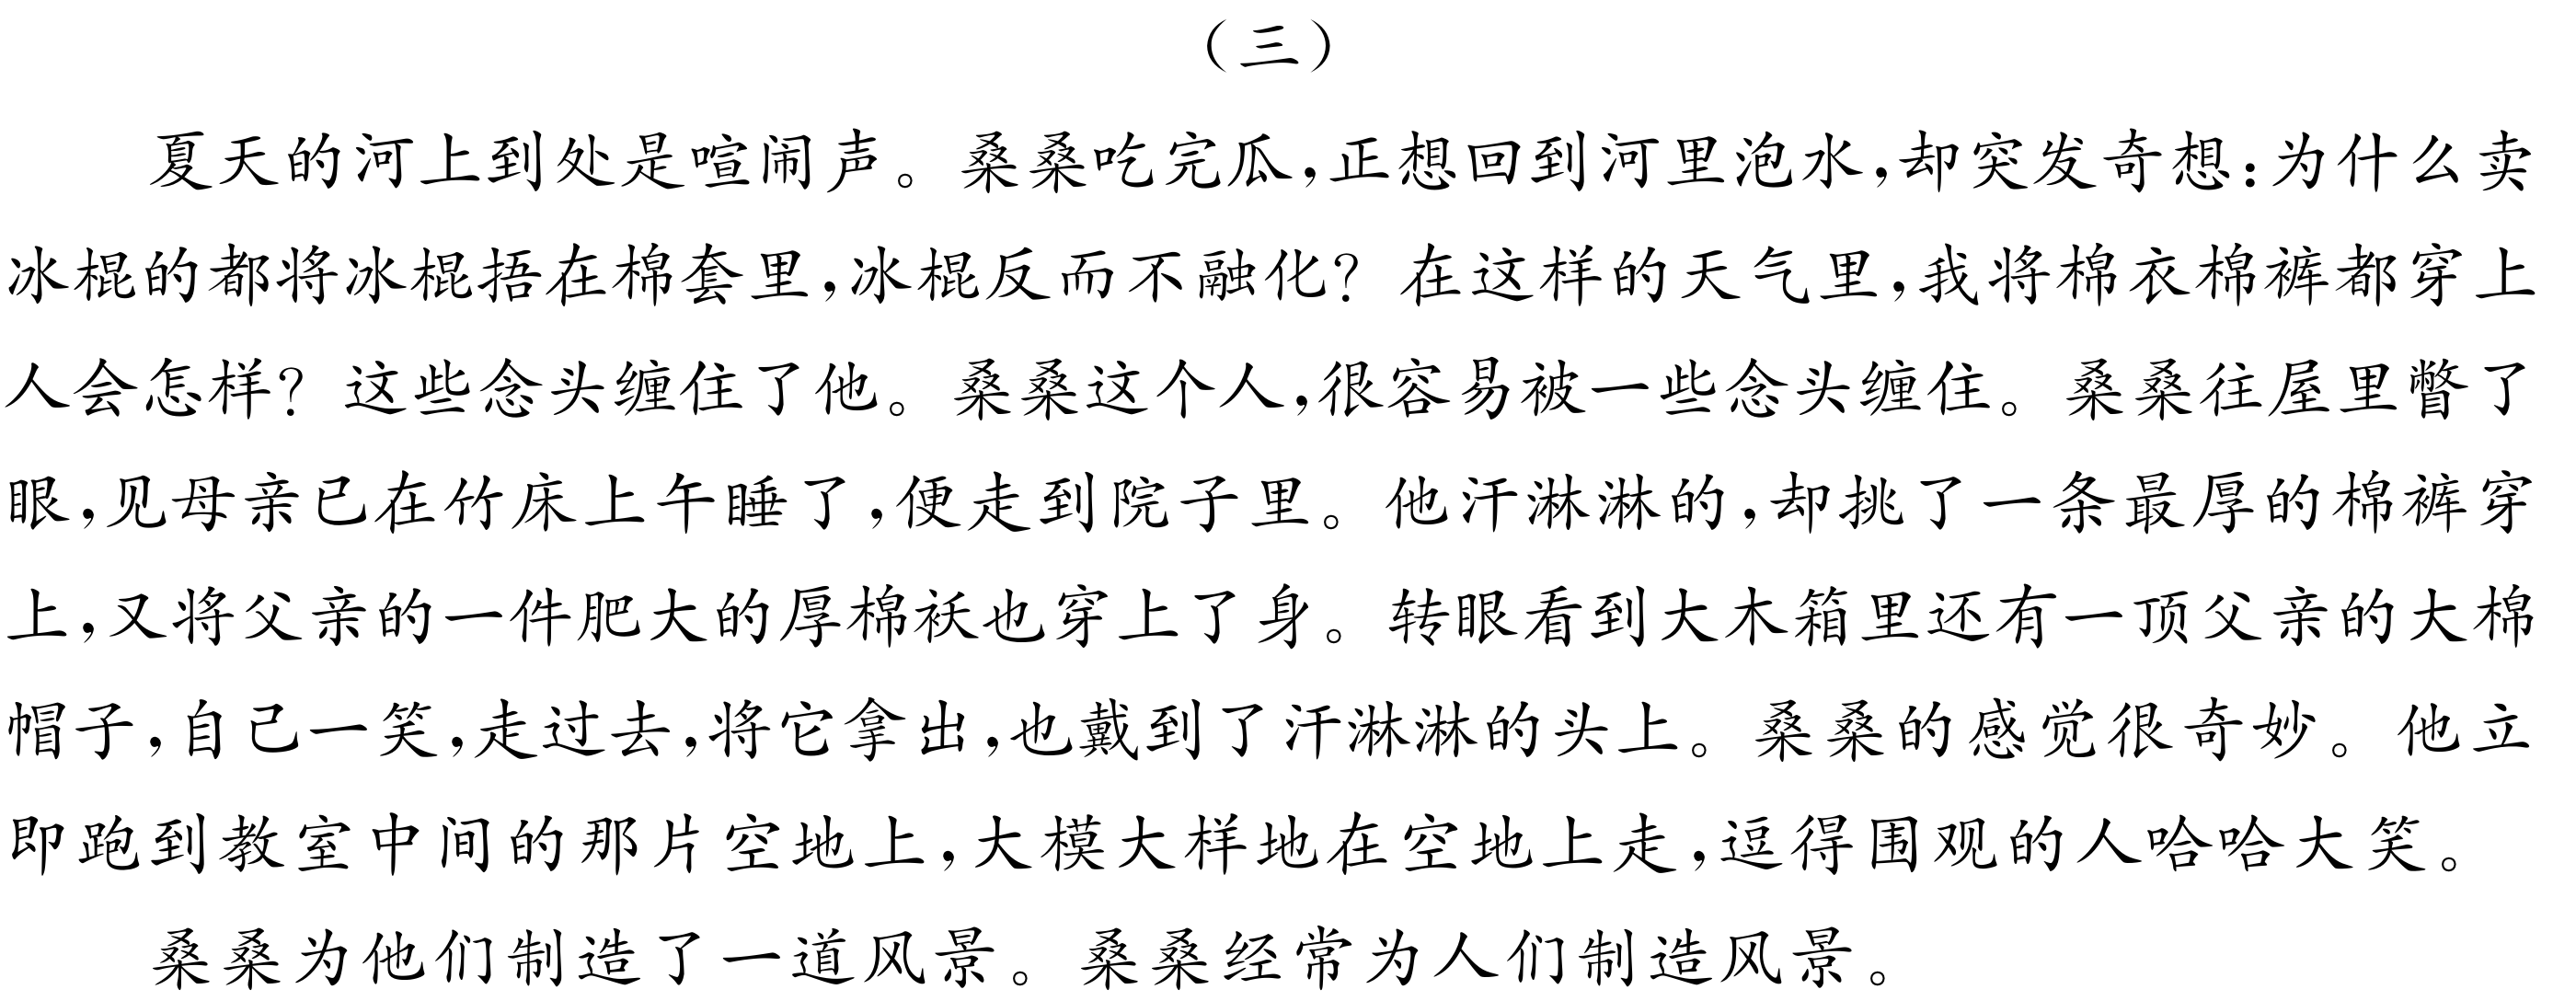 （三）
夏天的河上到处是喧闹声。桑桑吃完瓜，正想回到河里泡水，却突发奇想：为什么卖
冰棍的都将冰棍捂在棉套里，冰棍反而不融化？在这样的天气里，我将棉衣棉裤都穿上
人会怎样？这些念头缠住了他。桑桑这个人，很容易被一些念头缠住。桑桑往屋里瞥了
眼，见母亲已在竹床上午睡了，便走到院子里。他汗淋淋的，却挑了一条最厚的棉裤穿
上，又将父亲的一件肥大的厚棉袄也穿上了身。转眼看到大木箱里还有一顶父亲的大棉
帽子，自己一笑，走过去，将它拿出，也戴到了汗淋淋的头上。桑桑的感觉很奇妙。他立
即跑到教室中间的那片空地上，大模大样地在空地上走，逗得围观的人哈哈大笑。
桑桑为他们制造了一道风景。桑桑经常为人们制造风景。